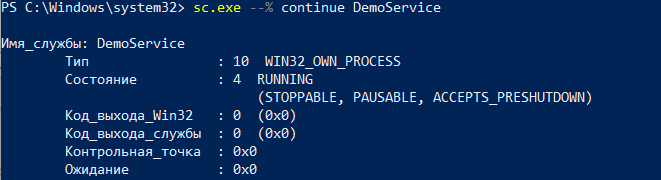 PS C:\Windows\system32> sc.exe --% continue DemoService
Имя_службы: DemoService
Тип : 10 WIN32_OWN_PROCESS
Состояние : 4 RUNNING
(STOPPABLE, PAUSABLE, ACCEPTS_PRESHUTDOWN)
Код_выхода_Win32 : 0 (0x0)
Код_выхода_службы : 0 (0x0)
Контрольная_точка : 0x0
Ожидание : 0x0